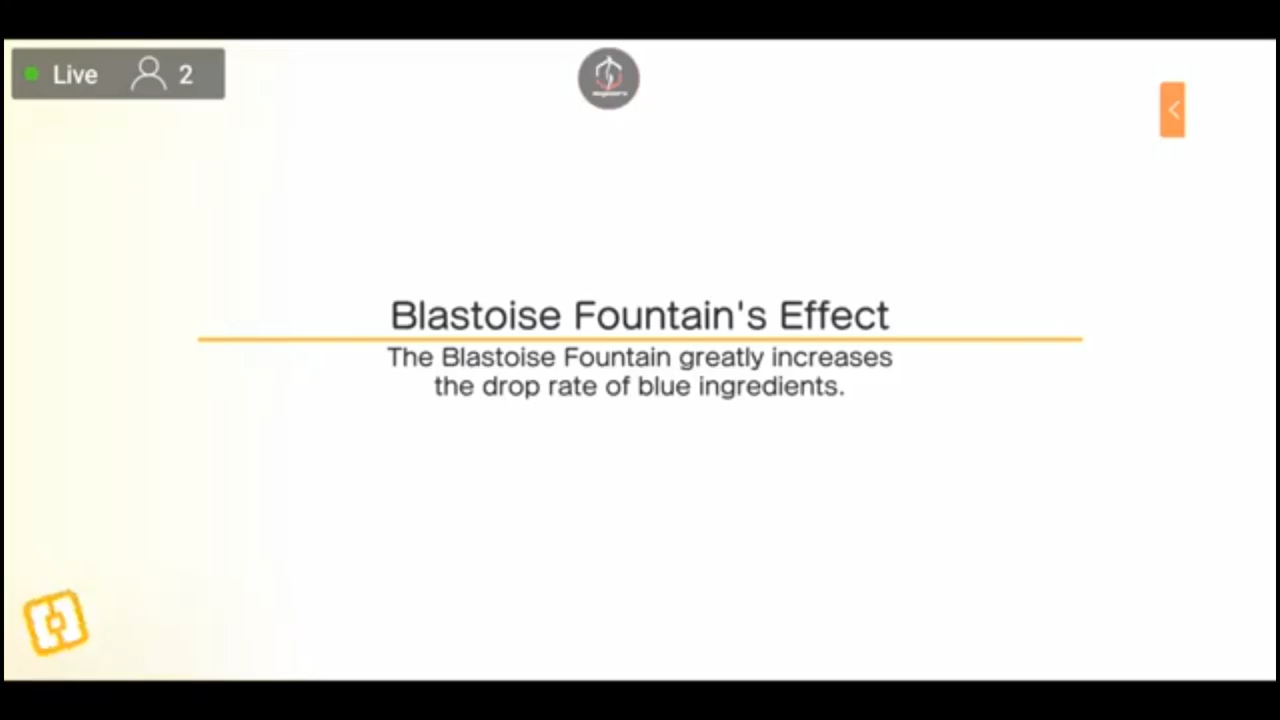 Live 2
Blastoise Fountain's Effect
The Blastoise Fountain greatly increases
the drop rate of blue ingredients.